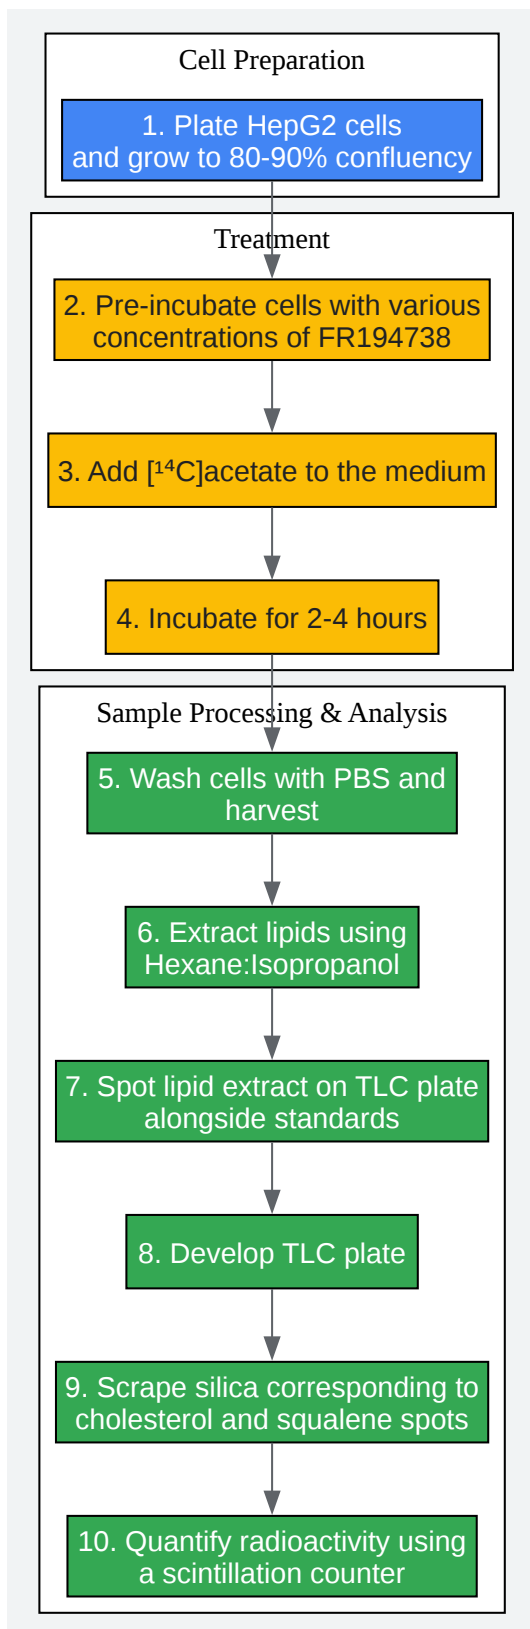 Cell Preparation
1. Plate HepG2 cells
and grow to 80-90% confluency
Treatment
2. Pre-incubate cells with various
concentrations of FR194738
3. Add [¹⁴C]acetate to the medium
4. Incubate for 2-4 hours
Sample Processing & Analysis
5. Wash cells with PBS and
harvest
6. Extract lipids using
Hexane:Isopropanol
7. Spot lipid extract on TLC plate
alongside standards
8. Develop TLC plate
9. Scrape silica corresponding to
cholesterol and squalene spots
10. Quantify radioactivity using
a scintillation counter